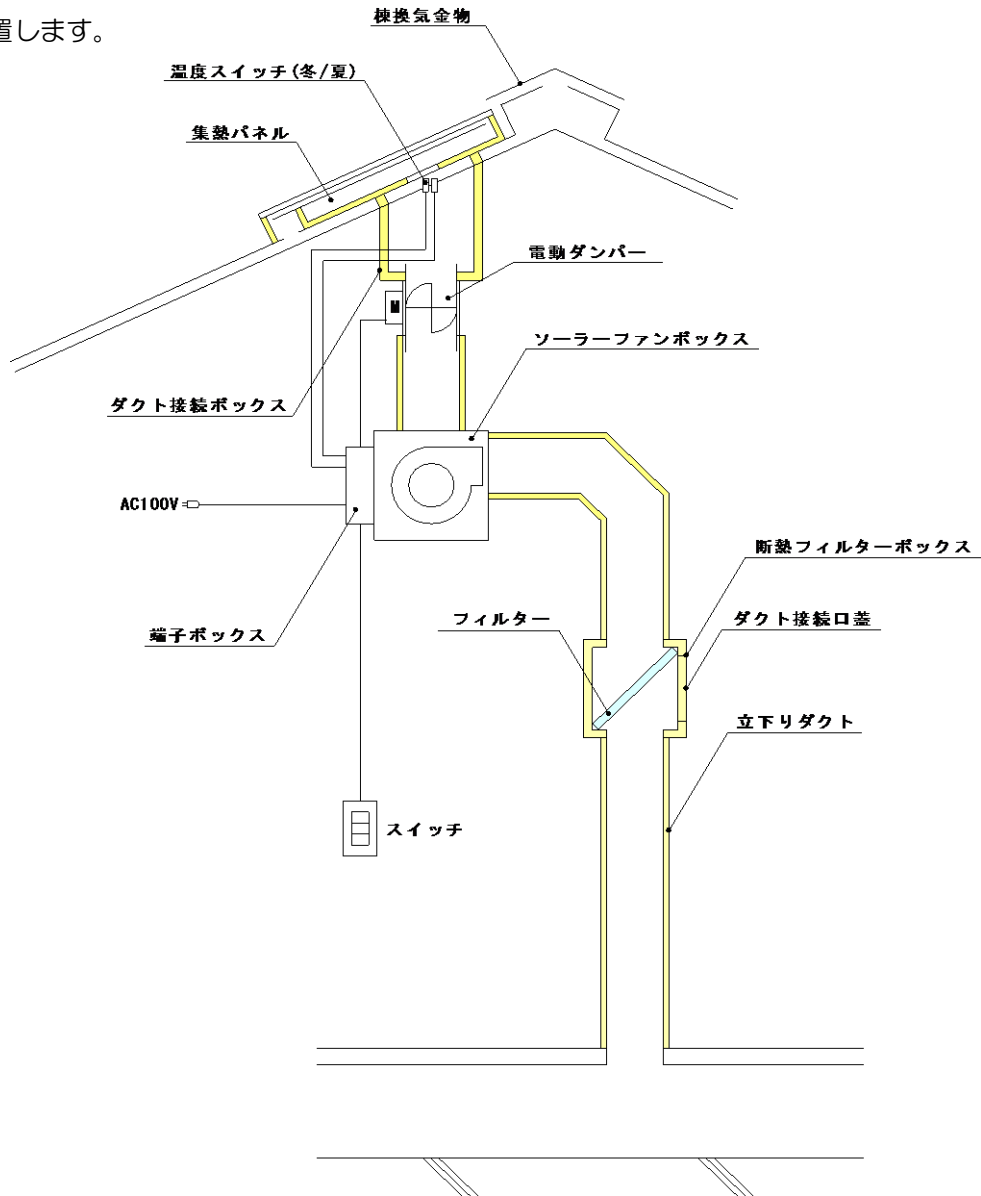 置します。
棟換気金物
温度スイッチ(冬/夏)
集熱パネル
電動ダンパー
ソーラーファンボックス
ダクト接続ボックス
AC100V
断熱フィルターボックス
フィルター
ダクト接続口蓋
端子ボックス
立下りダクト
スイッチ